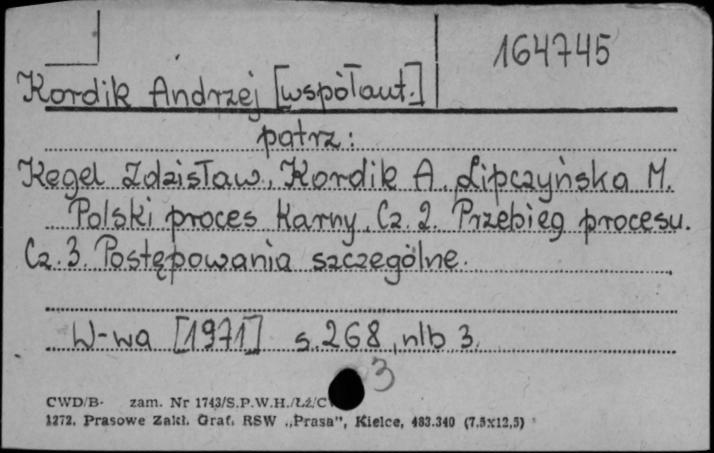 164745
Kordik Andrzej [współaut.]
patrz:
Kegel Zdzisław, Kordik A. Lipczyńska M.
Polski proces karny. Cz. 2. Przebieg procesu.
Cz. 3. Postępowania szczególne.
W-wa [1971] s. 268, nlb 3.
3
CWD/B- zam. Nr 1743/S.P.W.H./Łź/C
1272. Prasowe Zakł. Graf. RSW „Prasa", Kielce, 483.340 (7,5x12,5)